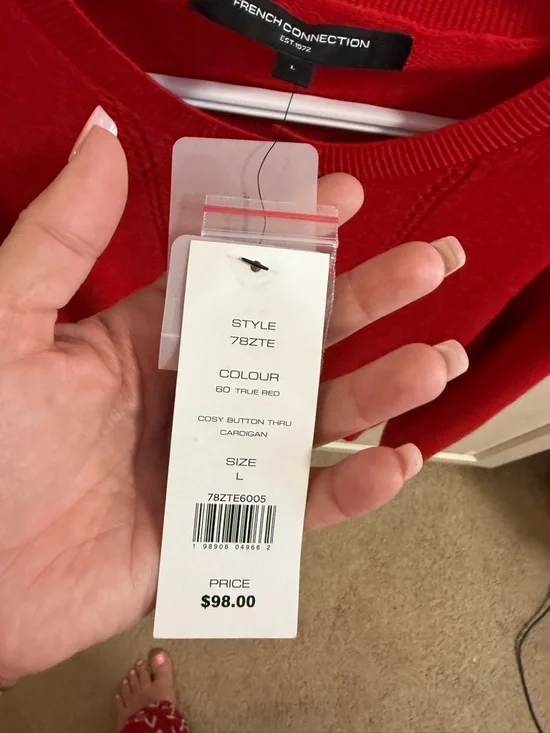 FRENCH CONNECTION
EST-1972
L
STYLE
78ZTE
COLOUR
60 TRUE RED
COSY BUTTON THRU
CARDIGAN
SIZE
L
78ZTE6005
1 98908 04966 2
PRICE
$98.00